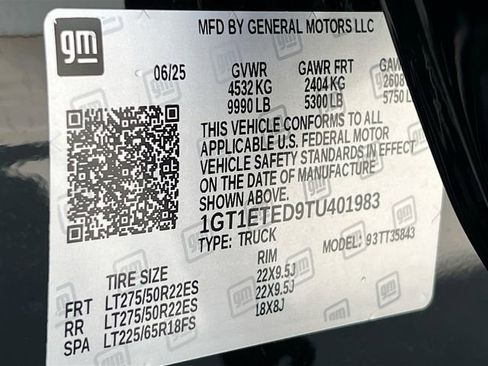 gm
MFD BY GENERAL MOTORS LLC
06/25 GVWR GAWR FRT
4532 KG 2404 KG
9990 LB 5300 LB 5750
THIS VEHICLE CONFORMS TO ALL
APPLICABLE U.S. FEDERAL MOTOR
VEHICLE SAFETY STANDARDS IN EFFECT
ON THE DATE OF MANUFACTURE
SHOWN ABOVE.
1GT1ETED9TU401983
TYPE: TRUCK MODEL: 93TT35843
TIRE SIZE RIM
FRT LT275/50R22ES 22X9.5J
RR LT275/50R22ES 22X9.5J
SPA LT225/65R18FS 18X8J